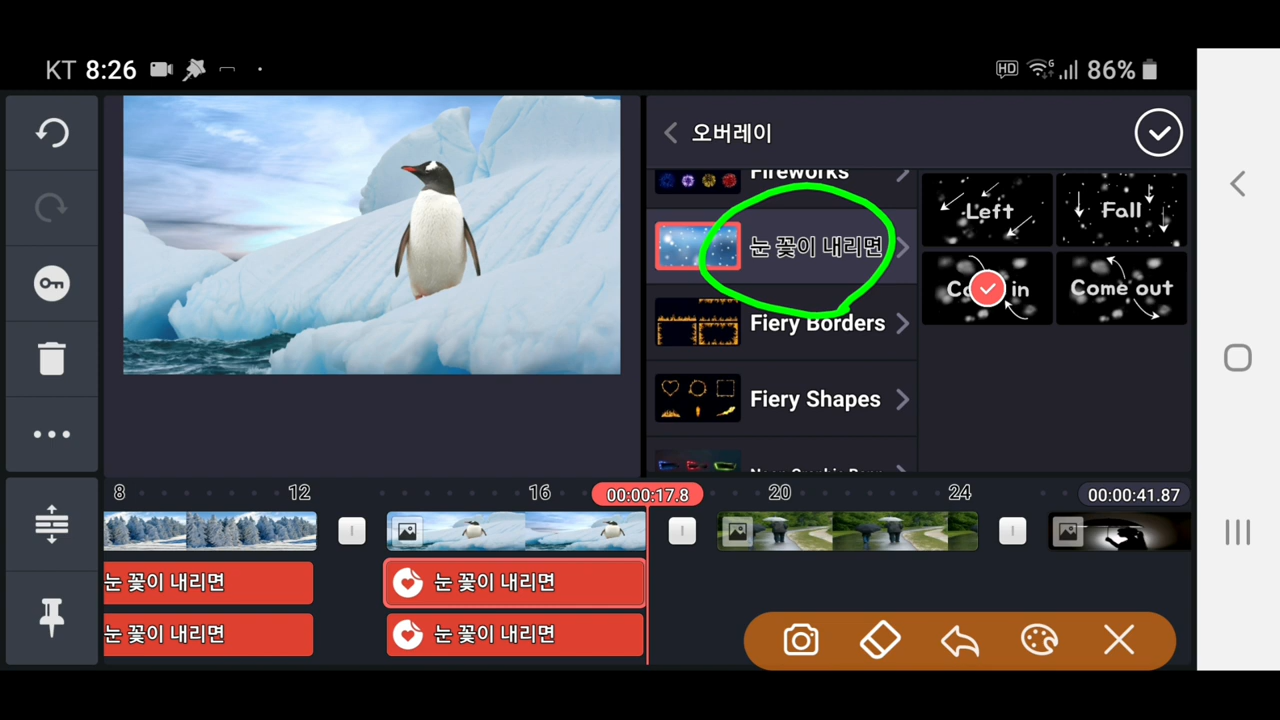 KT 8:26
HD
G
86%
오버레이
Fireworks
눈 꽃이 내리면
Fiery Borders
Fiery Shapes
Left
Fall
in
Come out
8
12
16
00:00:17.8
20
24
00:00:41.87
눈 꽃이 내리면
눈 꽃이 내리면
눈 꽃이 내리면
눈 꽃이 내리면